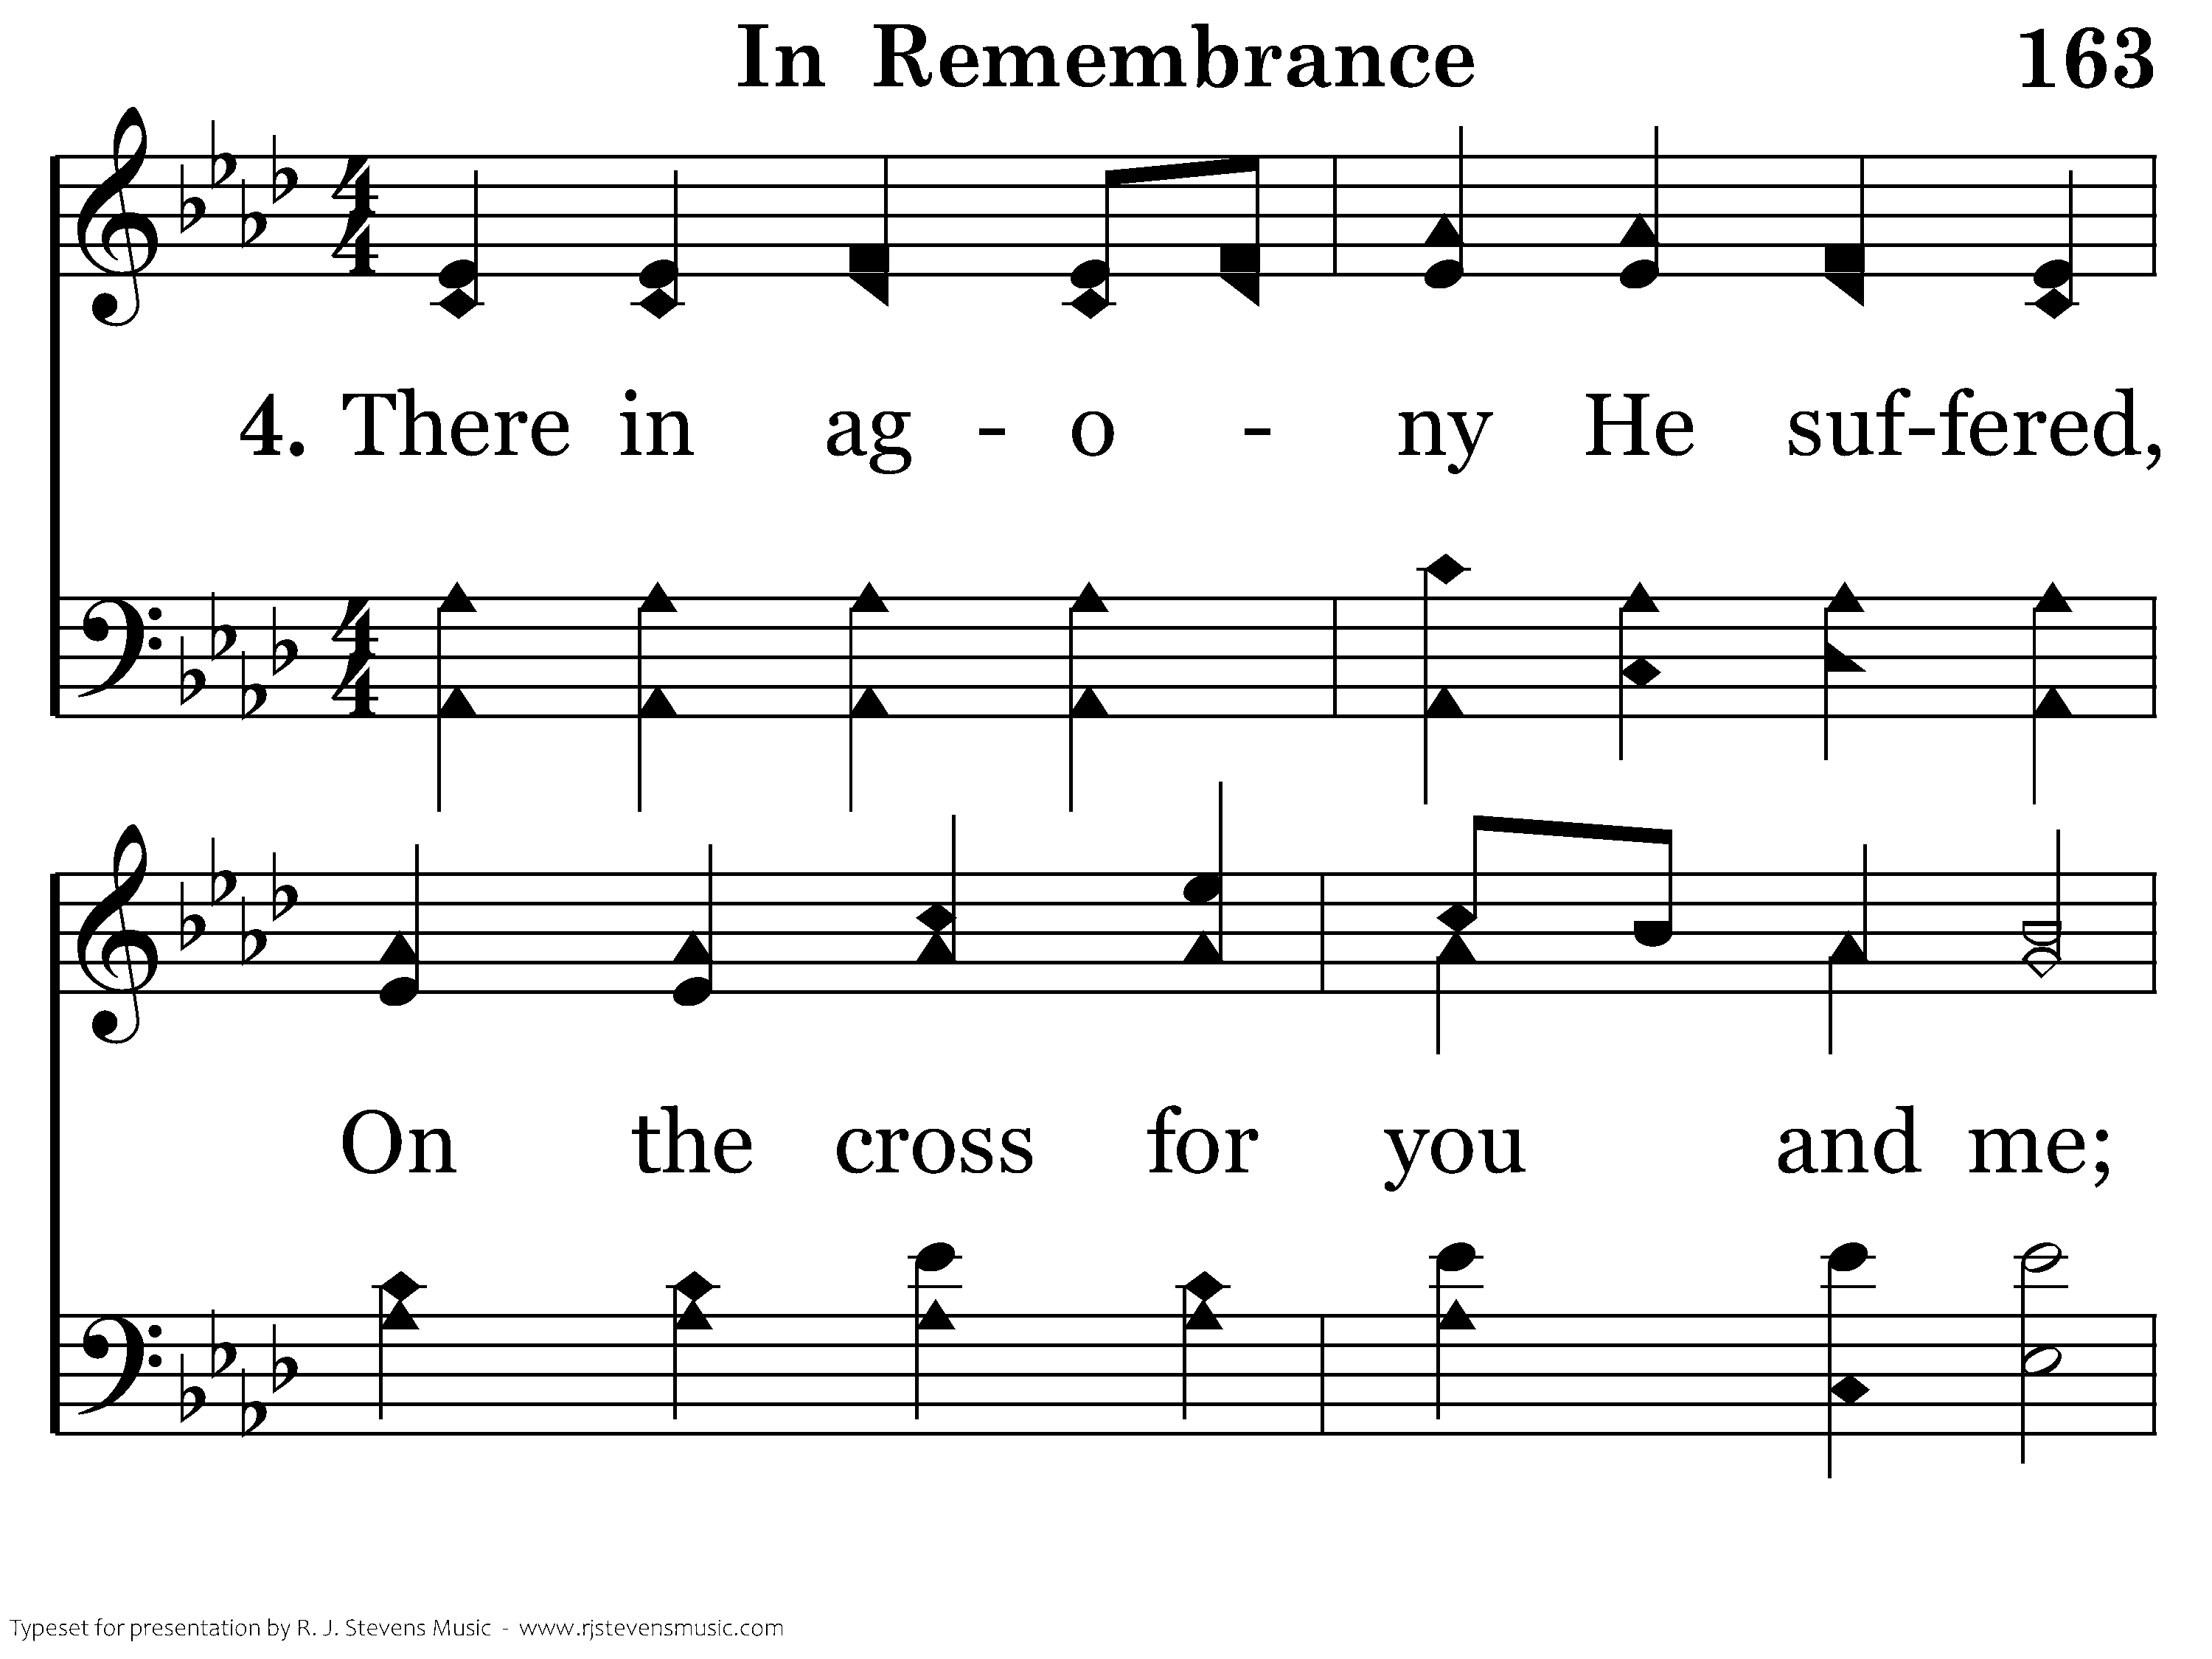 In Remembrance 163
4. There in ag - o - ny He suf-fered,
On the cross for you and me;
Typeset for presentation by R. J. Stevens Music - www.rjstevensmusic.com